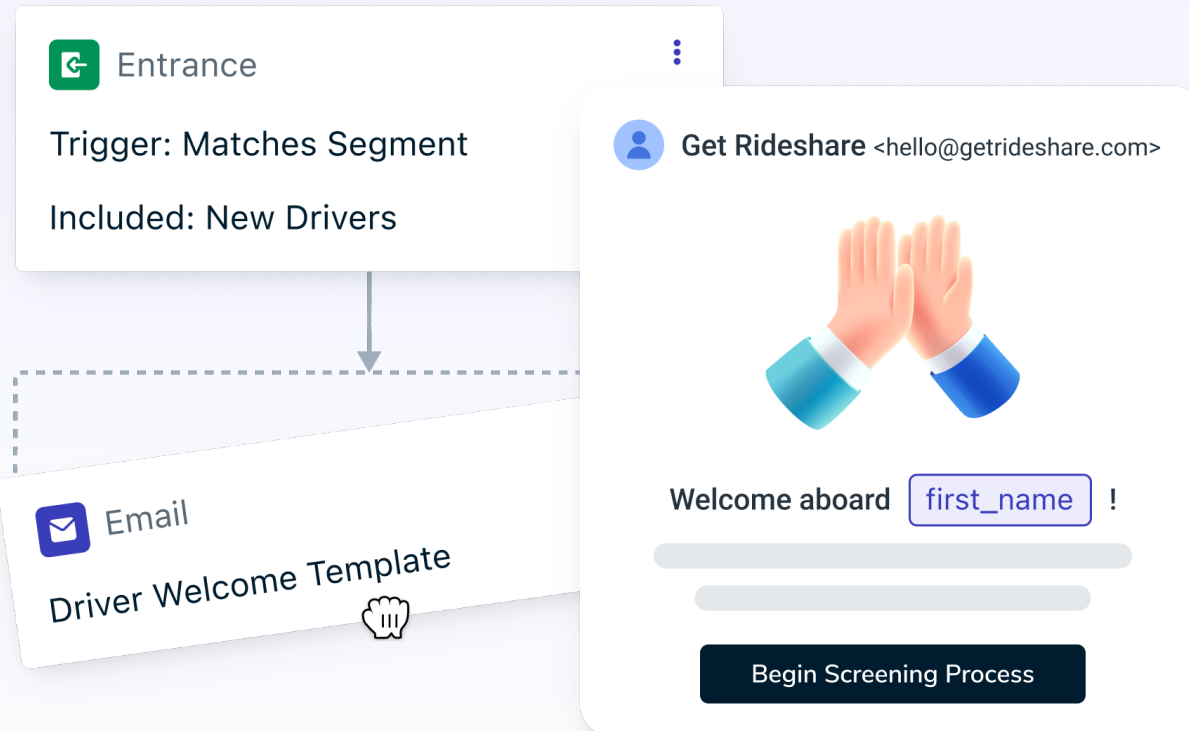 Entrance
Trigger: Matches Segment
Included: New Drivers
Email
Driver Welcome Template
Get Rideshare <hello@getrideshare.com>
Welcome aboard first_name !
Begin Screening Process